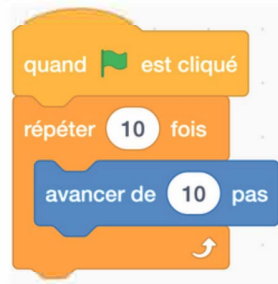 quand est cliqué
répéter 10 fois
avancer de 10 pas